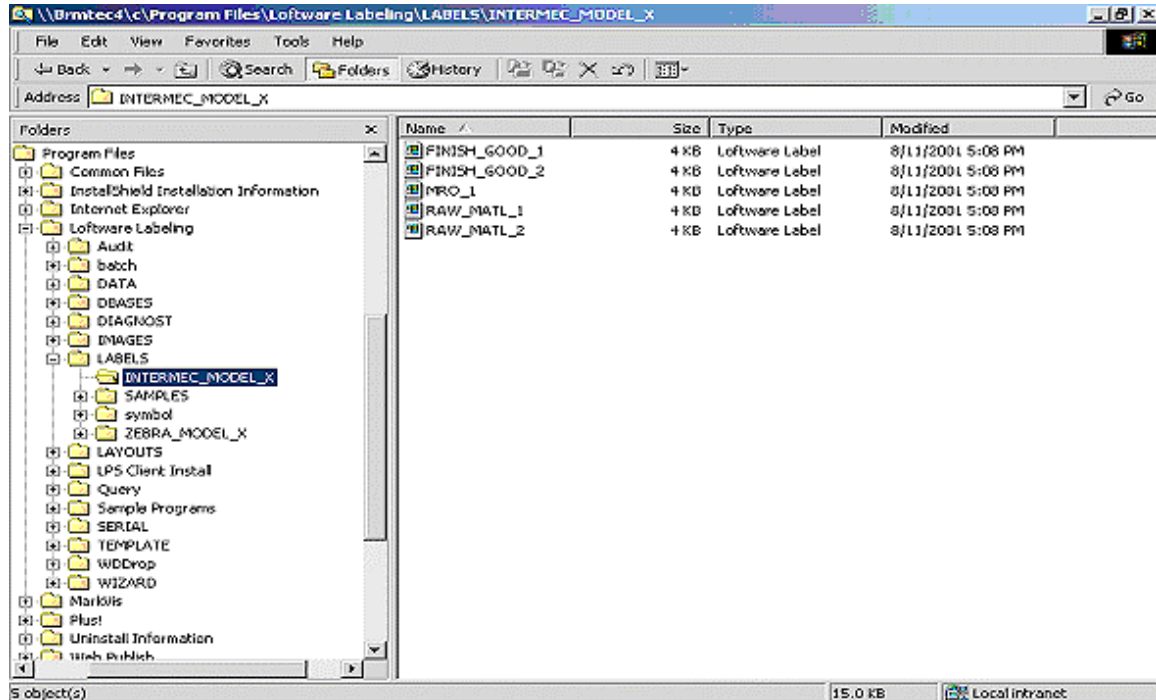 \\Brmtec4\c\Program Files\Loftware Labeling\LABELS\INTERMEC_MODEL_X
File Edit View Favorites Tools Help
Back Search Folders History
Address INTERMEC_MODEL_X Go
Folders
Program Files
Common Files
InstallShield Installation Information
Internet Explorer
Loftware Labeling
Audit
batch
DATA
DBASES
DIAGNOST
IMAGES
LABELS
INTERMEC_MODEL_X
SAMPLES
symbol
ZEBRA_MODEL_X
LAYOUTS
LPS Client Install
Query
Sample Programs
SERIAL
TEMPLATE
WDDrop
WIZARD
MarkVis
Plus!
Uninstall Information
Web Publish
Name Size Type Modified
FINISH_GOOD_1 4 KB Loftware Label 8/11/2001 5:08 PM
FINISH_GOOD_2 4 KB Loftware Label 8/11/2001 5:08 PM
MRO_1 4 KB Loftware Label 8/11/2001 5:08 PM
RAW_MATL_1 4 KB Loftware Label 8/11/2001 5:08 PM
RAW_MATL_2 4 KB Loftware Label 8/11/2001 5:08 PM
5 object(s) 15.0 KB Local intranet